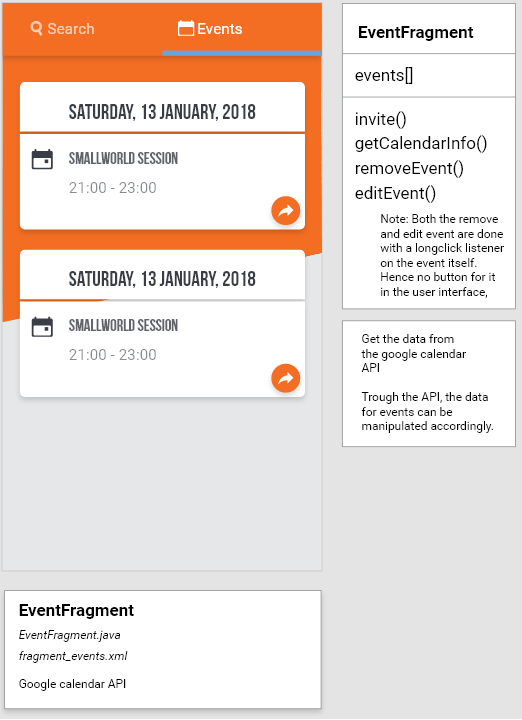 Search
Events
SATURDAY, 13 JANUARY, 2018
SMALLWORLD SESSION
21:00 - 23:00
SATURDAY, 13 JANUARY, 2018
SMALLWORLD SESSION
21:00 - 23:00
EventFragment
EventFragment.java
fragment_events.xml
Google calendar API
EventFragment
events[]
invite()
getCalendarInfo()
removeEvent()
editEvent()
Note: Both the remove
and edit event are done
with a longclick listener
on the event itself.
Hence no button for it
in the user interface,
Get the data from
the google calendar
API
Trough the API, the data
for events can be
manipulated accordingly.